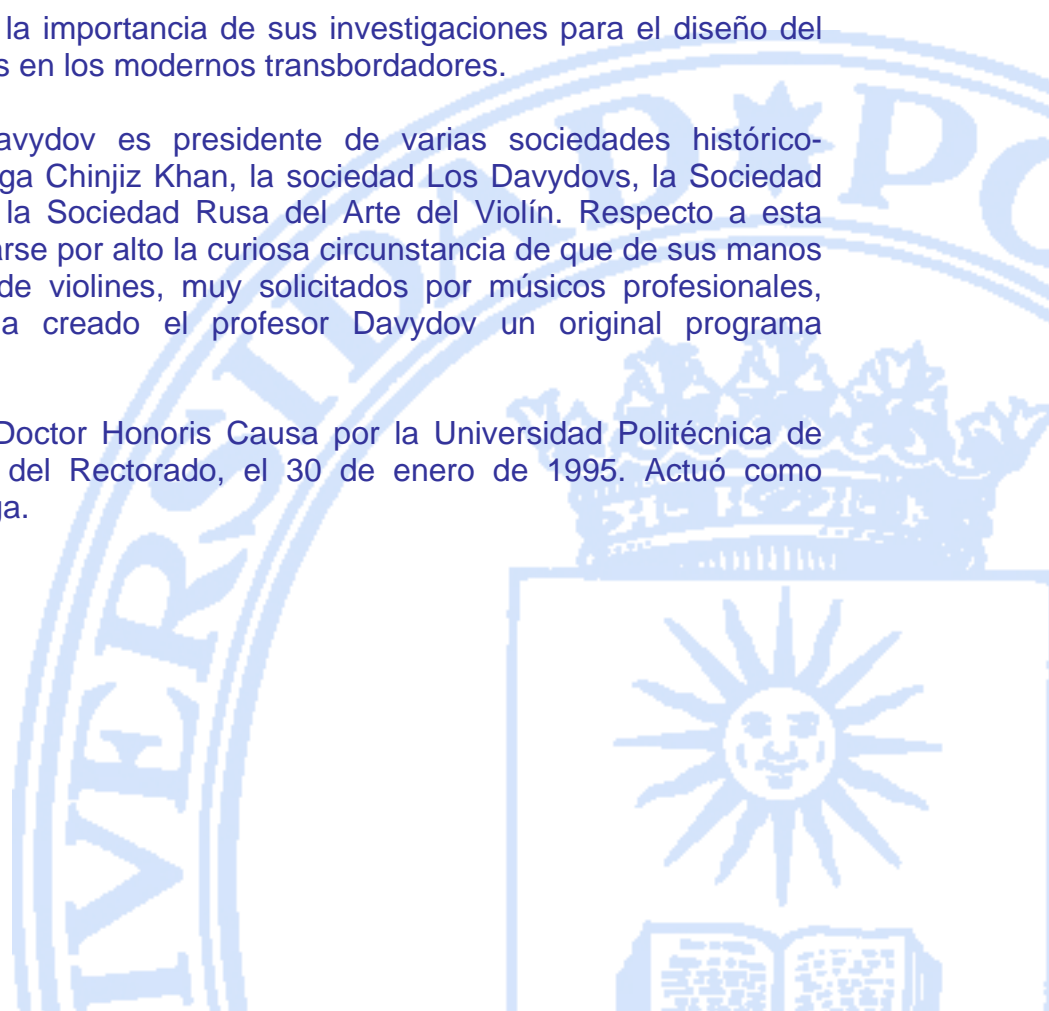 la importancia de sus investigaciones para el diseño del
s en los modernos transbordadores.
avydov es presidente de varias sociedades histórico-
ga Chinjiz Khan, la sociedad Los Davydovs, la Sociedad
la Sociedad Rusa del Arte del Violín. Respecto a esta
arse por alto la curiosa circunstancia de que de sus manos
de violines, muy solicitados por músicos profesionales,
a creado el profesor Davydov un original programa
Doctor Honoris Causa por la Universidad Politécnica de
del Rectorado, el 30 de enero de 1995. Actuó como
ga.
IVERSIDAD PO